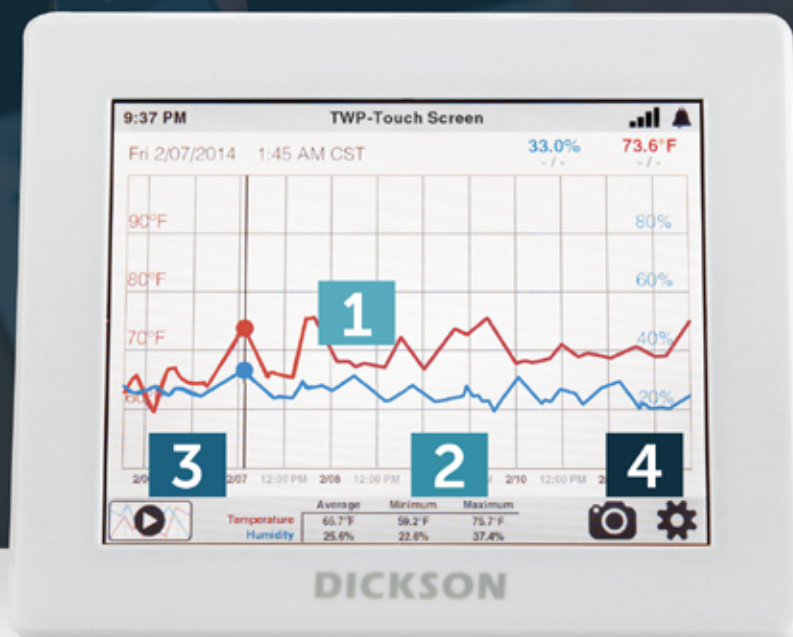 9:37 PM TWP-Touch Screen
Fri 2/07/2014 1:45 AM CST 33.0% 73.6°F
- / - - / -
90°F 80%
80°F 60%
1
70°F 40%
20%
3 2 4
2/07 12:00 PM 2/08 12:00 PM 2/10 12:00 PM
Average Minimum Maximum
Temperature 65.7°F 59.2°F 75.7°F
Humidity 25.6% 22.6% 37.4%
DICKSON